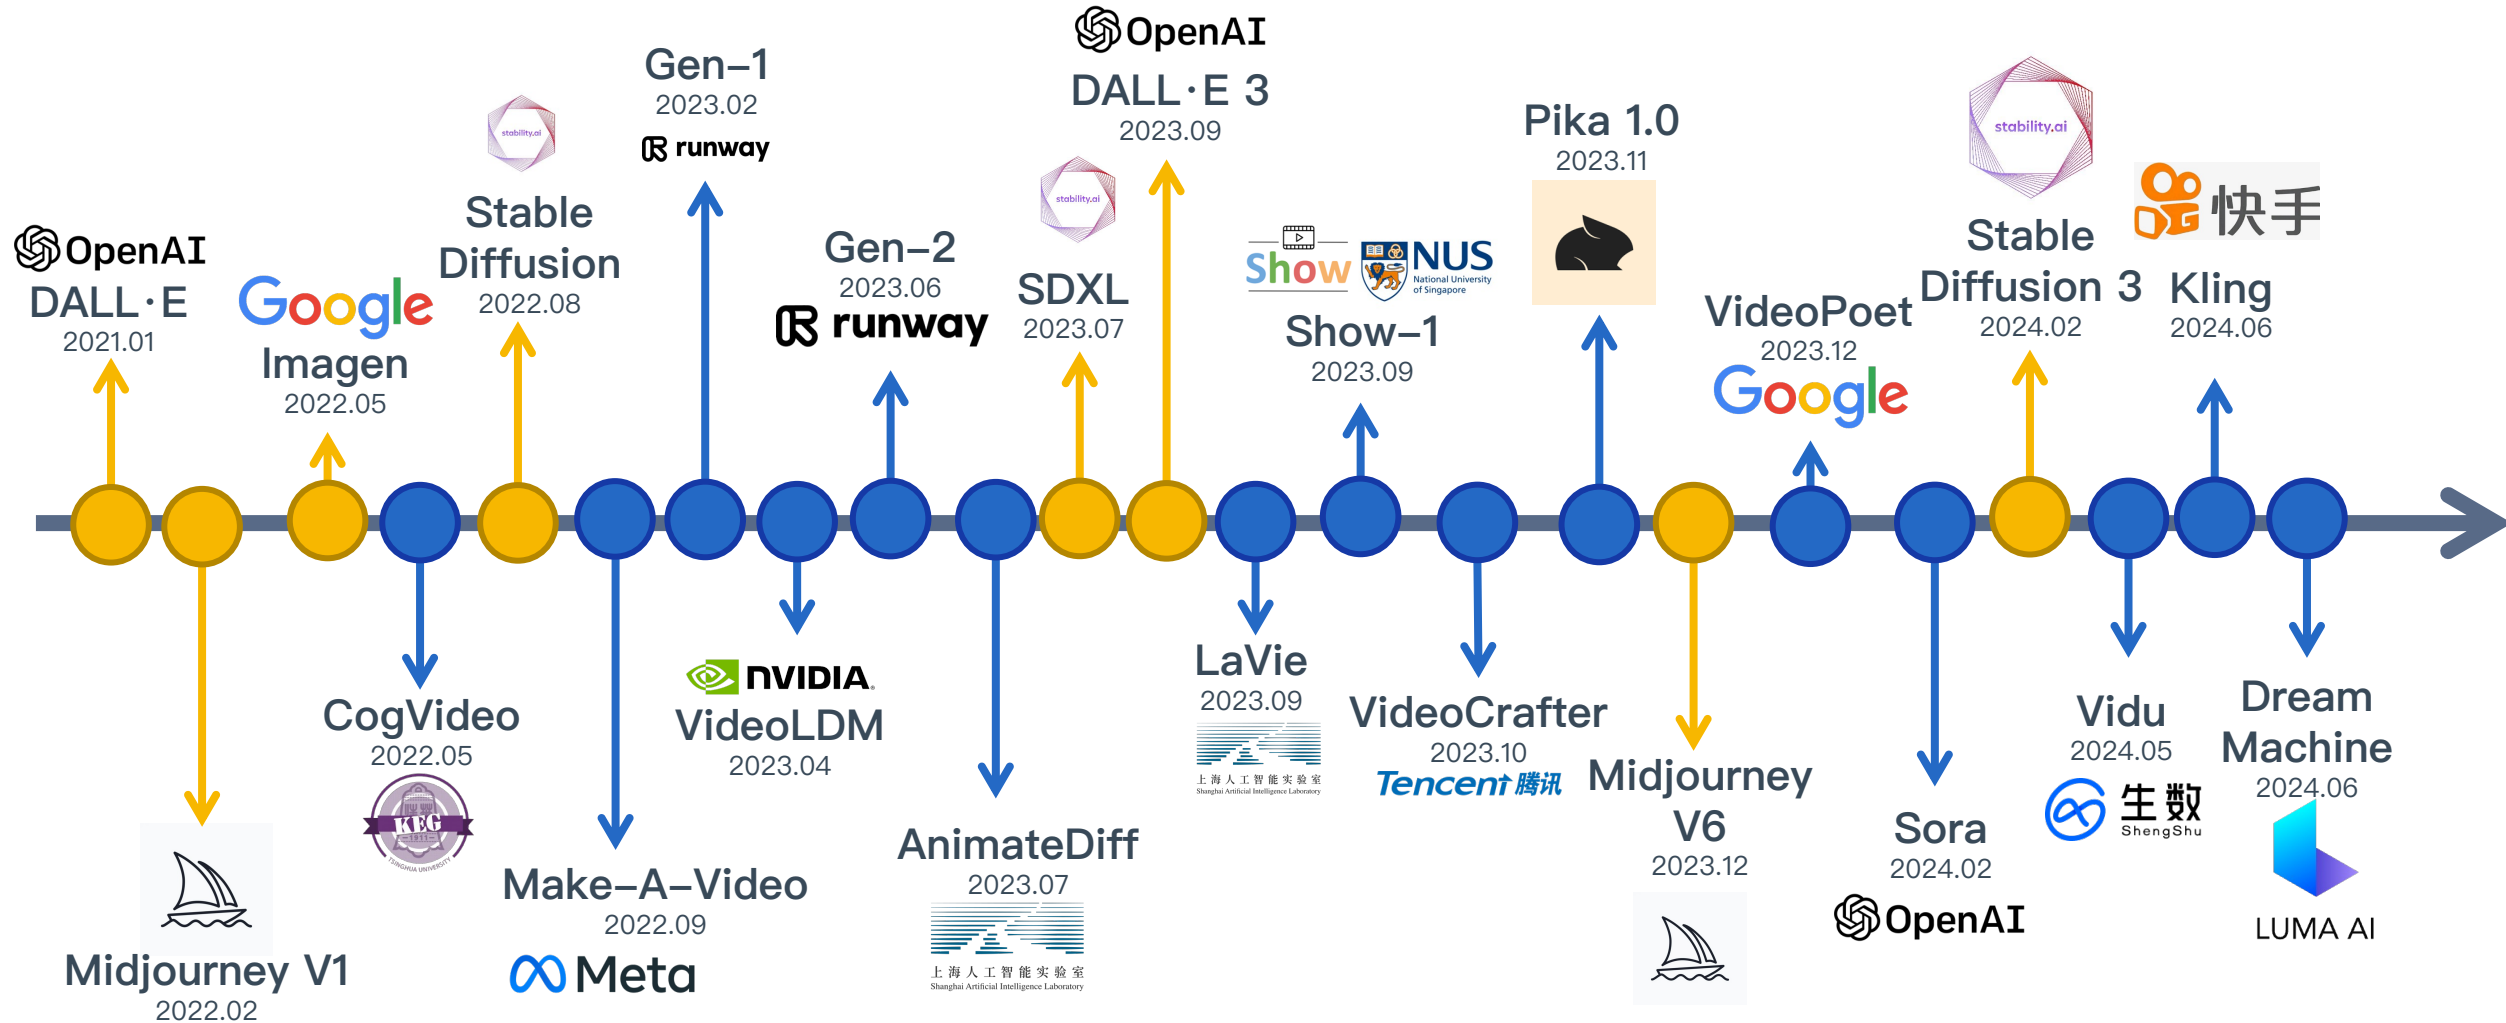 OpenAI
DALL·E
2021.01
Midjourney V1
2022.02
Google
Imagen
2022.05
CogVideo
2022.05
KEG
1911
TSINGHUA UNIVERSITY
stability.ai
Stable
Diffusion
2022.08
Make-A-Video
2022.09
Meta
Gen-1
2023.02
runway
NVIDIA
VideoLDM
2023.04
Gen-2
2023.06
runway
AnimateDiff
2023.07
上海人工智能实验室
Shanghai Artificial Intelligence Laboratory
stability.ai
SDXL
2023.07
OpenAI
DALL·E 3
2023.09
LaVie
2023.09
上海人工智能实验室
Shanghai Artificial Intelligence Laboratory
Show
NUS
National University
of Singapore
Show-1
2023.09
VideoCrafter
2023.10
Tencent 腾讯
Pika 1.0
2023.11
Midjourney
V6
2023.12
VideoPoet
2023.12
Google
Sora
2024.02
OpenAI
stability.ai
Stable
Diffusion 3
2024.02
Vidu
2024.05
生数
ShengShu
快手
Kling
2024.06
Dream
Machine
2024.06
LUMA AI